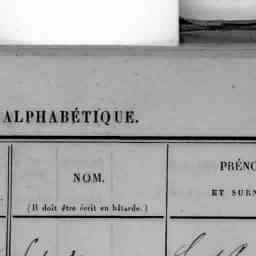 ALPHABÉTIQUE.
NOM.
(Il doit être écrit en bâtarde.)
PRÉNO
ET SURN